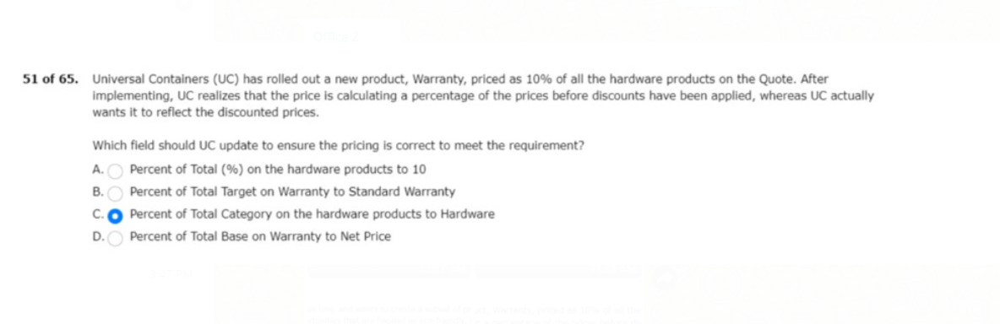 51 of 65. Universal Containers (UC) has rolled out a new product, Warranty, priced as 10% of all the hardware products on the Quote. After
implementing, UC realizes that the price is calculating a percentage of the prices before discounts have been applied, whereas UC actually
wants it to reflect the discounted prices.
Which field should UC update to ensure the pricing is correct to meet the requirement?
A. Percent of Total (%) on the hardware products to 10
B. Percent of Total Target on Warranty to Standard Warranty
C. Percent of Total Category on the hardware products to Hardware
D. Percent of Total Base on Warranty to Net Price